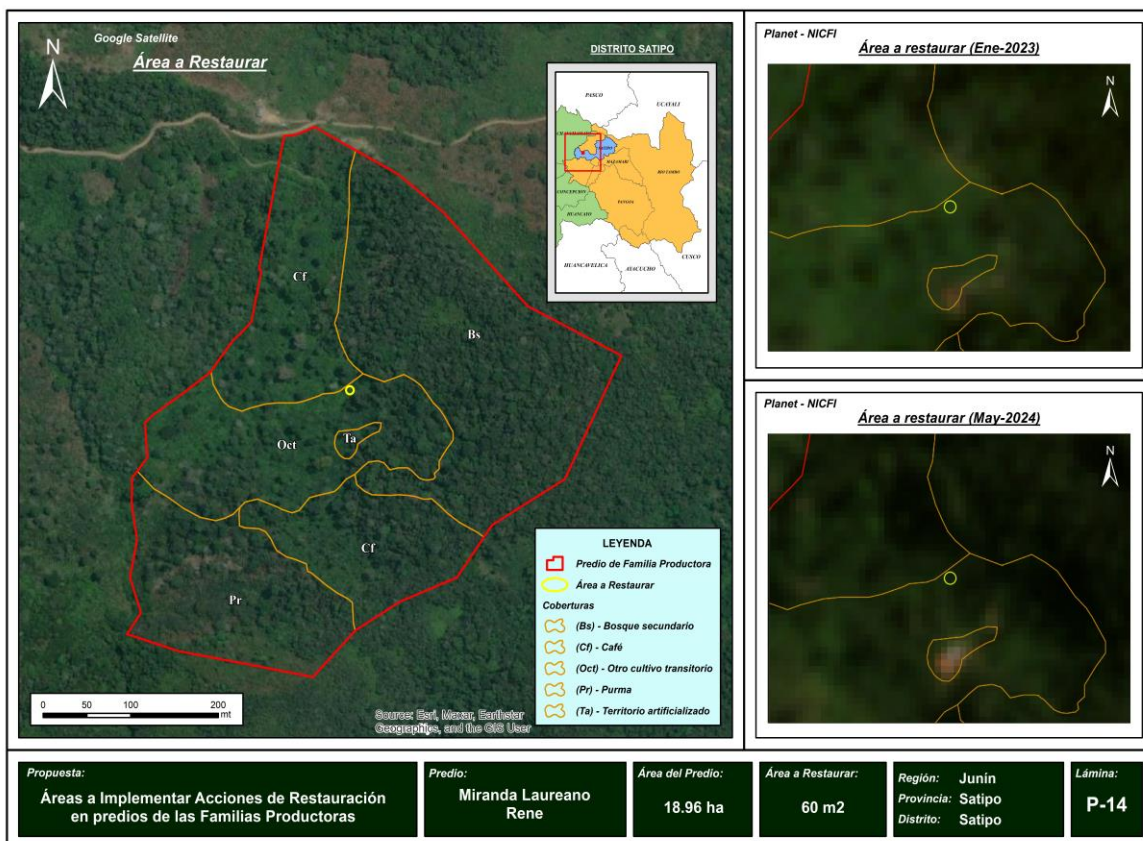 Google Satellite
Área a Restaurar
N
DISTRITO SATIPO
PASCO
UCAYALI
MAZAMARI
RIO TAMBO
CONCEPCION
PANGOA
HUANCAYO
CUSCO
HUANCAVELICA
AYACUCHO
Cf
Bs
Oct
Ta
Cf
Pr
0 50 100 200
mt
Source: Esri, Maxar, Earthstar
Geographics, and the GIS User
LEYENDA
Predio de Familia Productora
Área a Restaurar
Coberturas
(Bs) - Bosque secundario
(Cf) - Café
(Oct) - Otro cultivo transitorio
(Pr) - Purma
(Ta) - Territorio artificializado
Planet - NICFI
Área a restaurar (Ene-2023)
N
Planet - NICFI
Área a restaurar (May-2024)
N
Propuesta:
Áreas a Implementar Acciones de Restauración
en predios de las Familias Productoras
Predio:
Miranda Laureano
Rene
Área del Predio:
18.96 ha
Área a Restaurar:
60 m2
Región: Junín
Provincia: Satipo
Distrito: Satipo
Lámina:
P-14